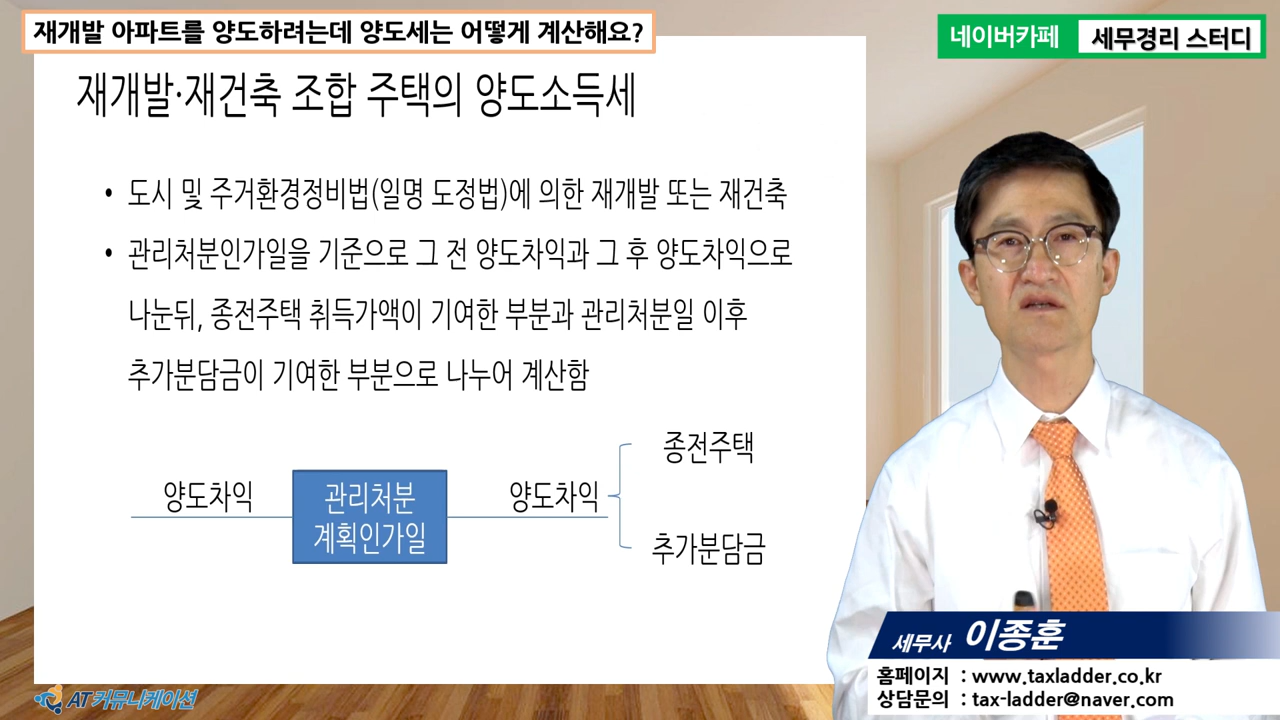 재개발 아파트를 양도하려는데 양도세는 어떻게 계산해요?
네이버카페 세무경리 스터디
재개발·재건축 조합 주택의 양도소득세
• 도시 및 주거환경정비법(일명 도정법)에 의한 재개발 또는 재건축
• 관리처분인가일을 기준으로 그 전 양도차익과 그 후 양도차익으로
나눈뒤, 종전주택 취득가액이 기여한 부분과 관리처분일 이후
추가분담금이 기여한 부분으로 나누어 계산함
양도차익
관리처분
계획인가일
양도차익
종전주택
추가분담금
세무사 이종훈
홈페이지 : www.taxladder.co.kr
상담문의 : tax-ladder@naver.com
AT커뮤니케이션